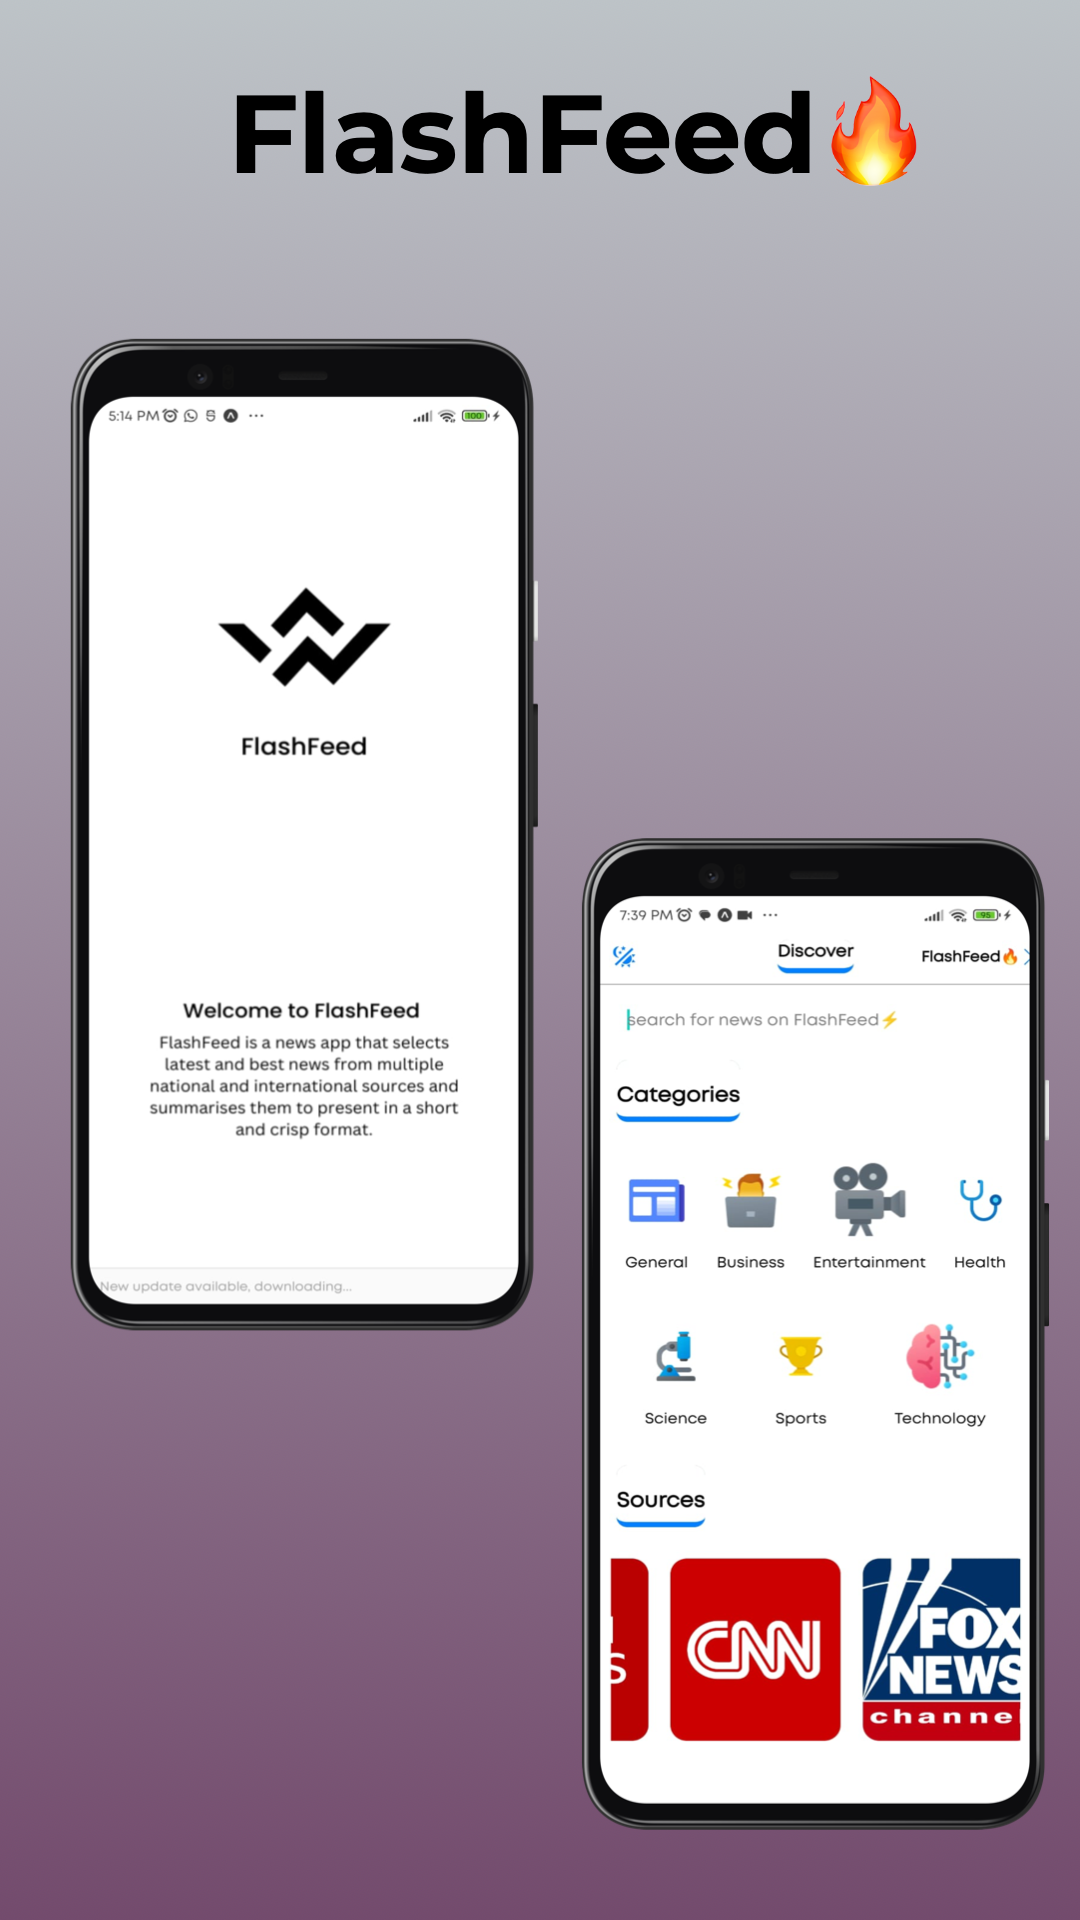 FlashFeed🔥
5:14 PM
100
FlashFeed
Welcome to FlashFeed
FlashFeed is a news app that selects
latest and best news from multiple
national and international sources and
summarises them to present in a short
and crisp format.
New update available, downloading...
7:39 PM
95
Discover
FlashFeed🔥
search for news on FlashFeed⚡
Categories
General Business Entertainment Health
Science Sports Technology
Sources
CNN
FOX
NEWS
channel